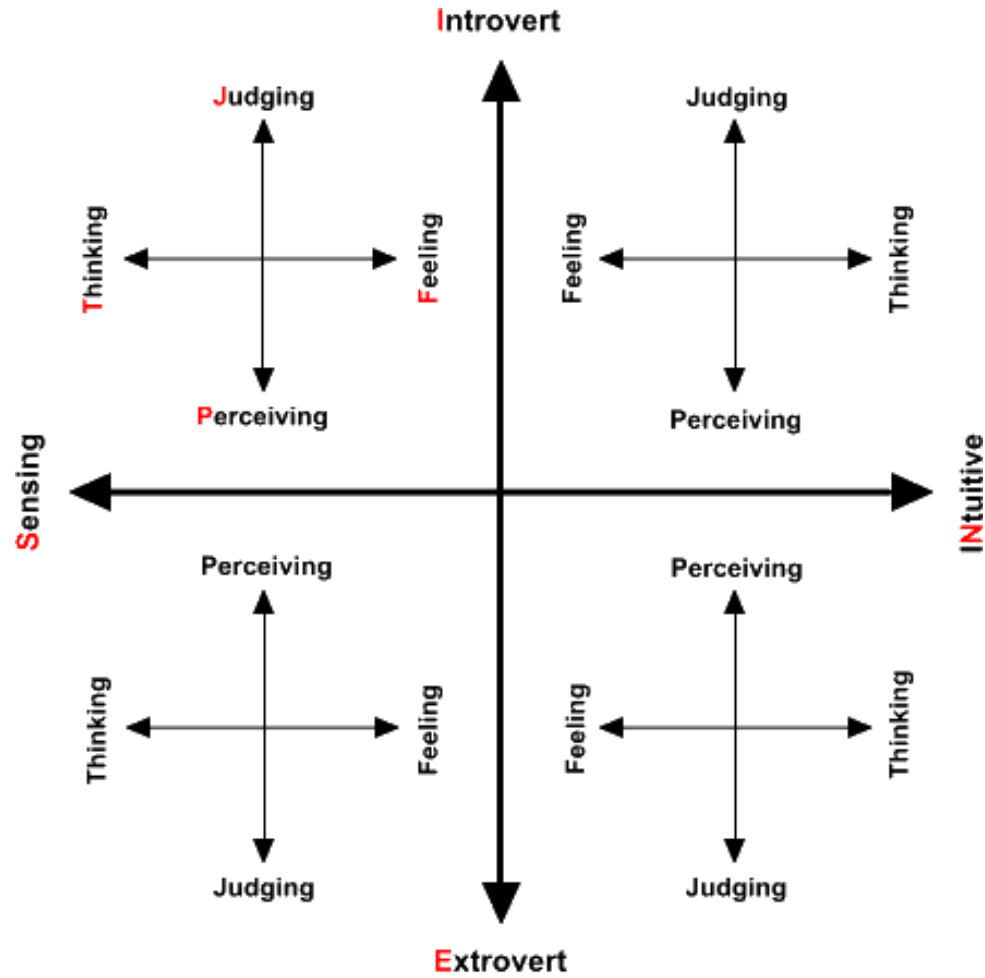 Introvert
Judging
Judging
Thinking
Feeling
Feeling
Thinking
Perceiving
Perceiving
Sensing
INtuitive
Perceiving
Perceiving
Thinking
Feeling
Feeling
Thinking
Judging
Judging
Extrovert